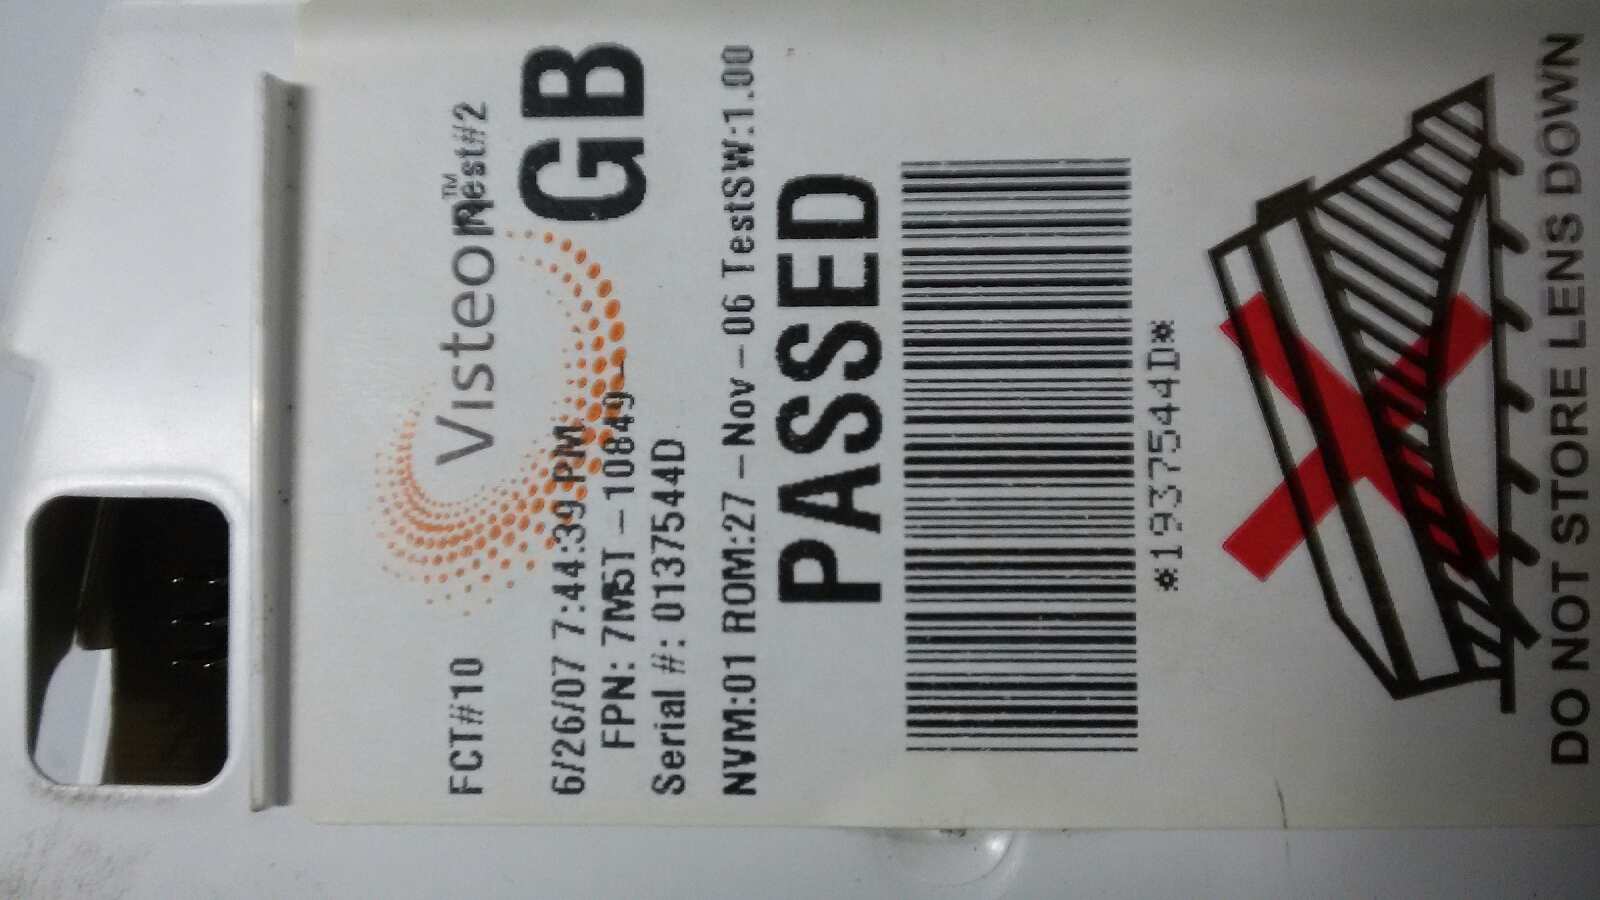 Visteon™
FCT#10 Nest#2
GB
6/26/07 7:44:39 PM
FPN: 7M5T-10849-
Serial #: 0137544D
NVM:01 ROM:27-Nov-06 TestSW:1.00
PASSED
*1937544D*
DO NOT STORE LENS DOWN